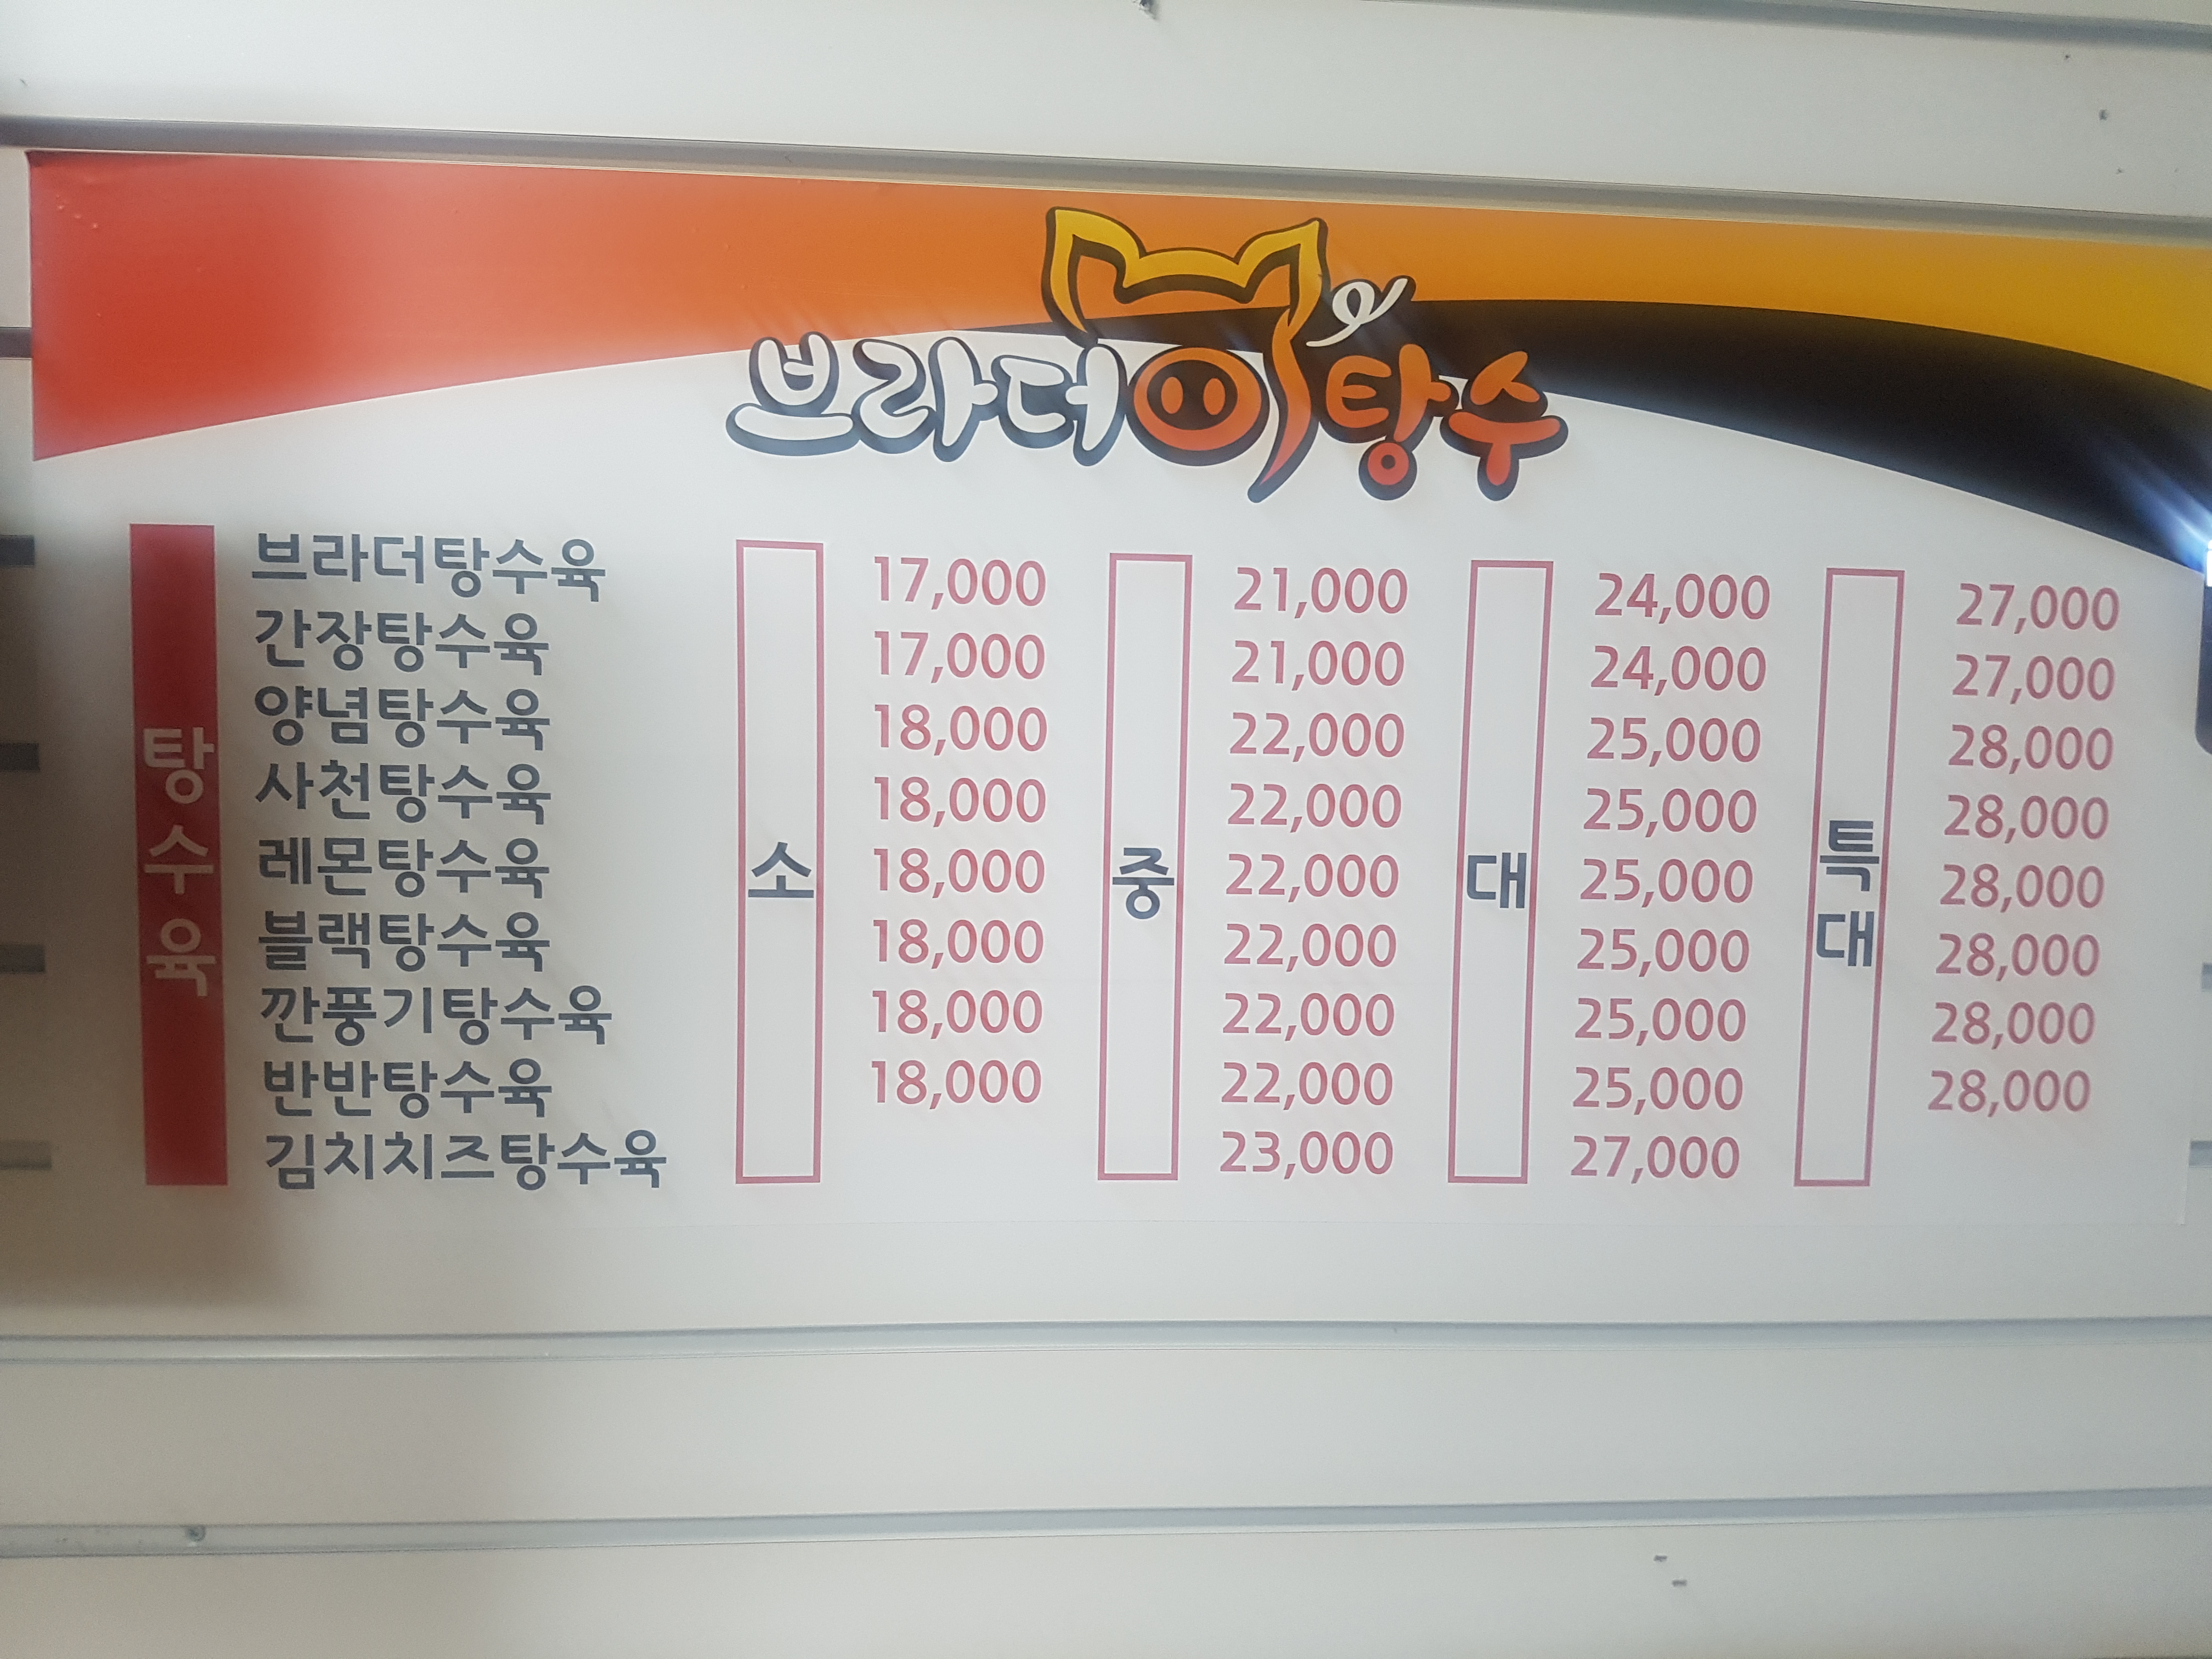 브라더미탕수
탕수육
소
중
대
특대
브라더탕수육 17,000 21,000 24,000 27,000
간장탕수육 17,000 21,000 24,000 27,000
양념탕수육 18,000 22,000 25,000 28,000
사천탕수육 18,000 22,000 25,000 28,000
레몬탕수육 18,000 22,000 25,000 28,000
블랙탕수육 18,000 22,000 25,000 28,000
깐풍기탕수육 18,000 22,000 25,000 28,000
반반탕수육 18,000 22,000 25,000 28,000
김치치즈탕수육 23,000 27,000